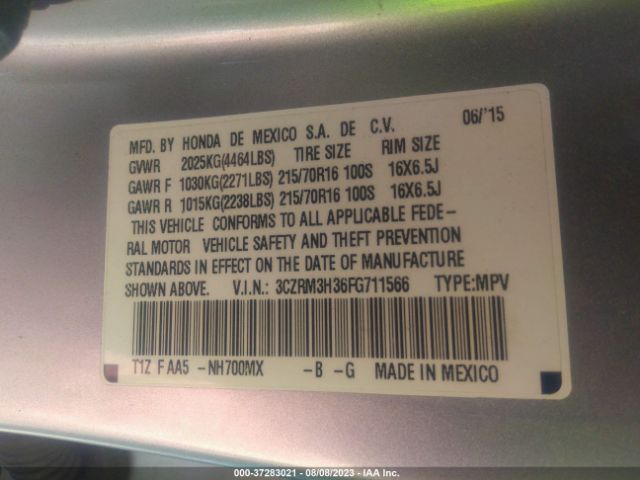 MFD. BY HONDA DE MEXICO S.A. DE C.V. 06/'15
GVWR 2025KG(4464LBS) TIRE SIZE RIM SIZE
GAWR F 1030KG(2271LBS) 215/70R16 100S 16X6.5J
GAWR R 1015KG(2238LBS) 215/70R16 100S 16X6.5J
THIS VEHICLE CONFORMS TO ALL APPLICABLE FEDE-
RAL MOTOR VEHICLE SAFETY AND THEFT PREVENTION
STANDARDS IN EFFECT ON THE DATE OF MANUFACTURE
SHOWN ABOVE. V.I.N.: 3CZRM3H36FG711566 TYPE:MPV
T1Z F AA5 -NH700MX -B -G MADE IN MEXICO
000-37283021 - 08/08/2023 - IAA Inc.